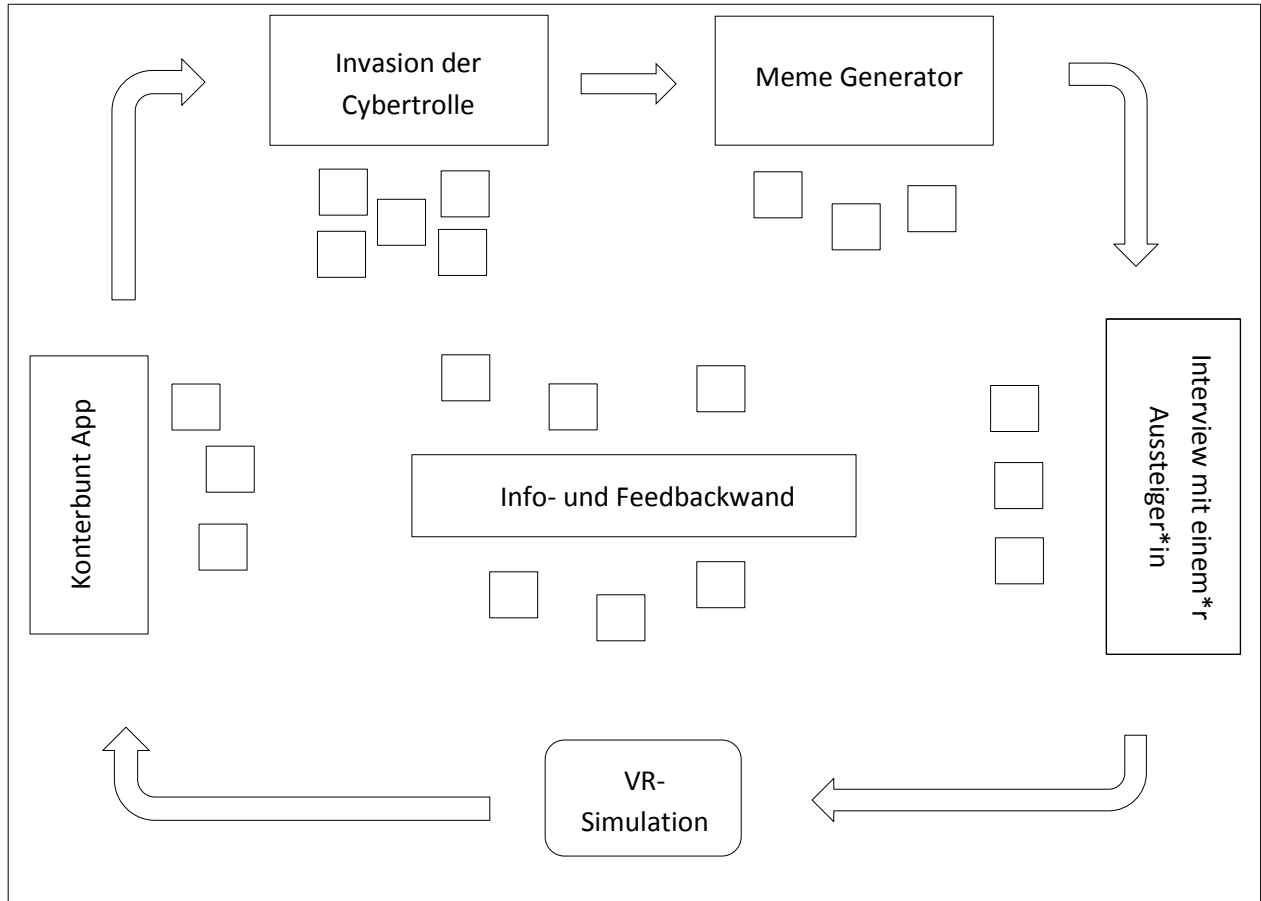 Invasion der
Cybertrolle
Meme Generator
Interview mit einem*r
Aussteiger*in
Konterbunt App
Info- und Feedbackwand
VR-
Simulation